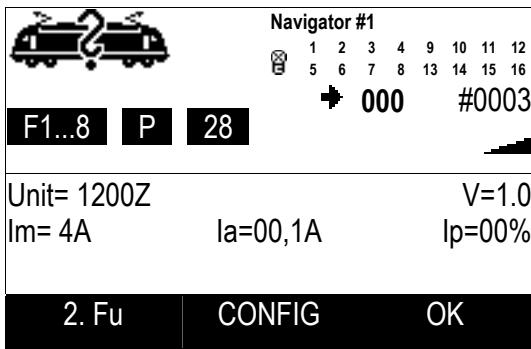 Navigator #1
1 2 3 4 9 10 11 12
5 6 7 8 13 14 15 16
000 #0003
F1...8 P 28
Unit= 1200Z V=1.0
Im= 4A Ia=00,1A Ip=00%
2. Fu CONFIG OK